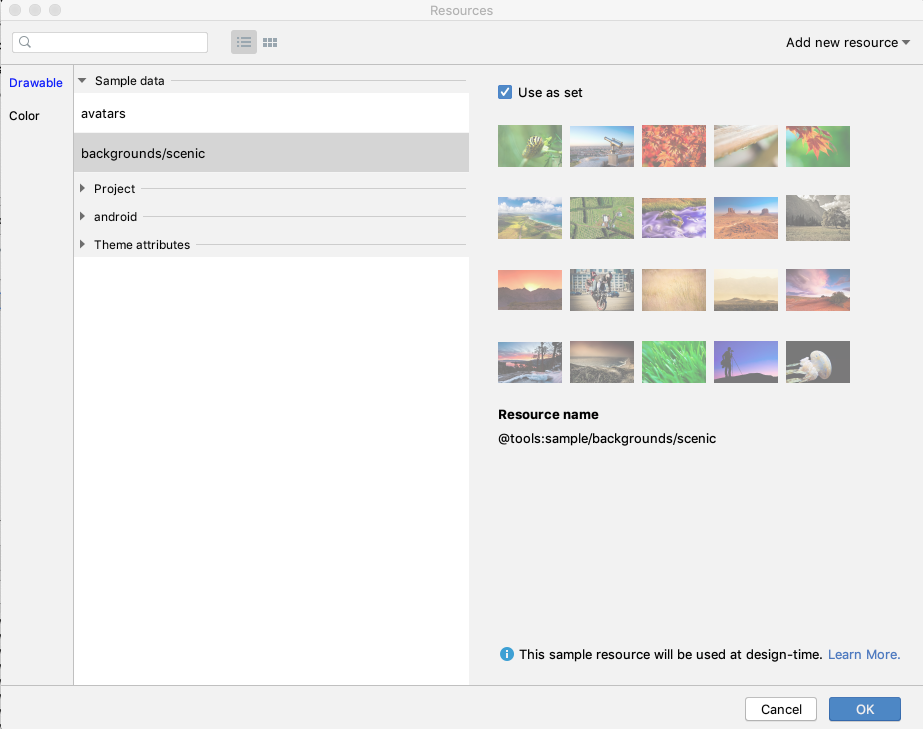 Resources
Add new resource
Drawable
Color
Sample data
avatars
backgrounds/scenic
Project
android
Theme attributes
Use as set
Resource name
@tools:sample/backgrounds/scenic
This sample resource will be used at design-time. Learn More.
Cancel
OK